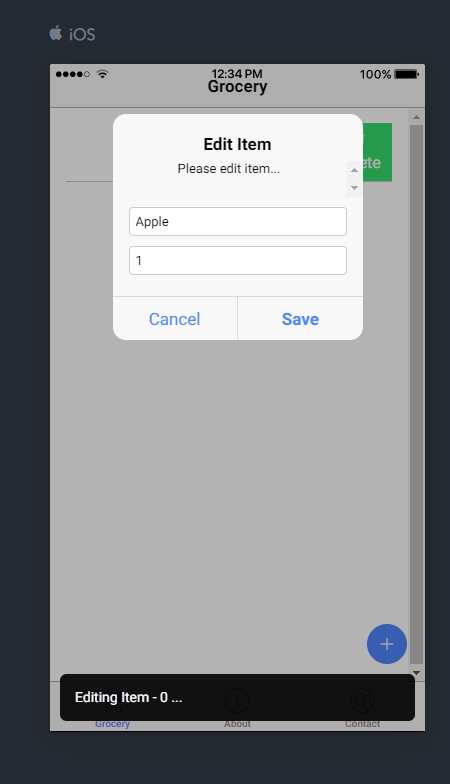 iOS
12:34 PM
100%
Grocery
Edit Item
Please edit item...
Apple
1
Cancel
Save
Editing Item - 0 ...
Grocery
About
Contact